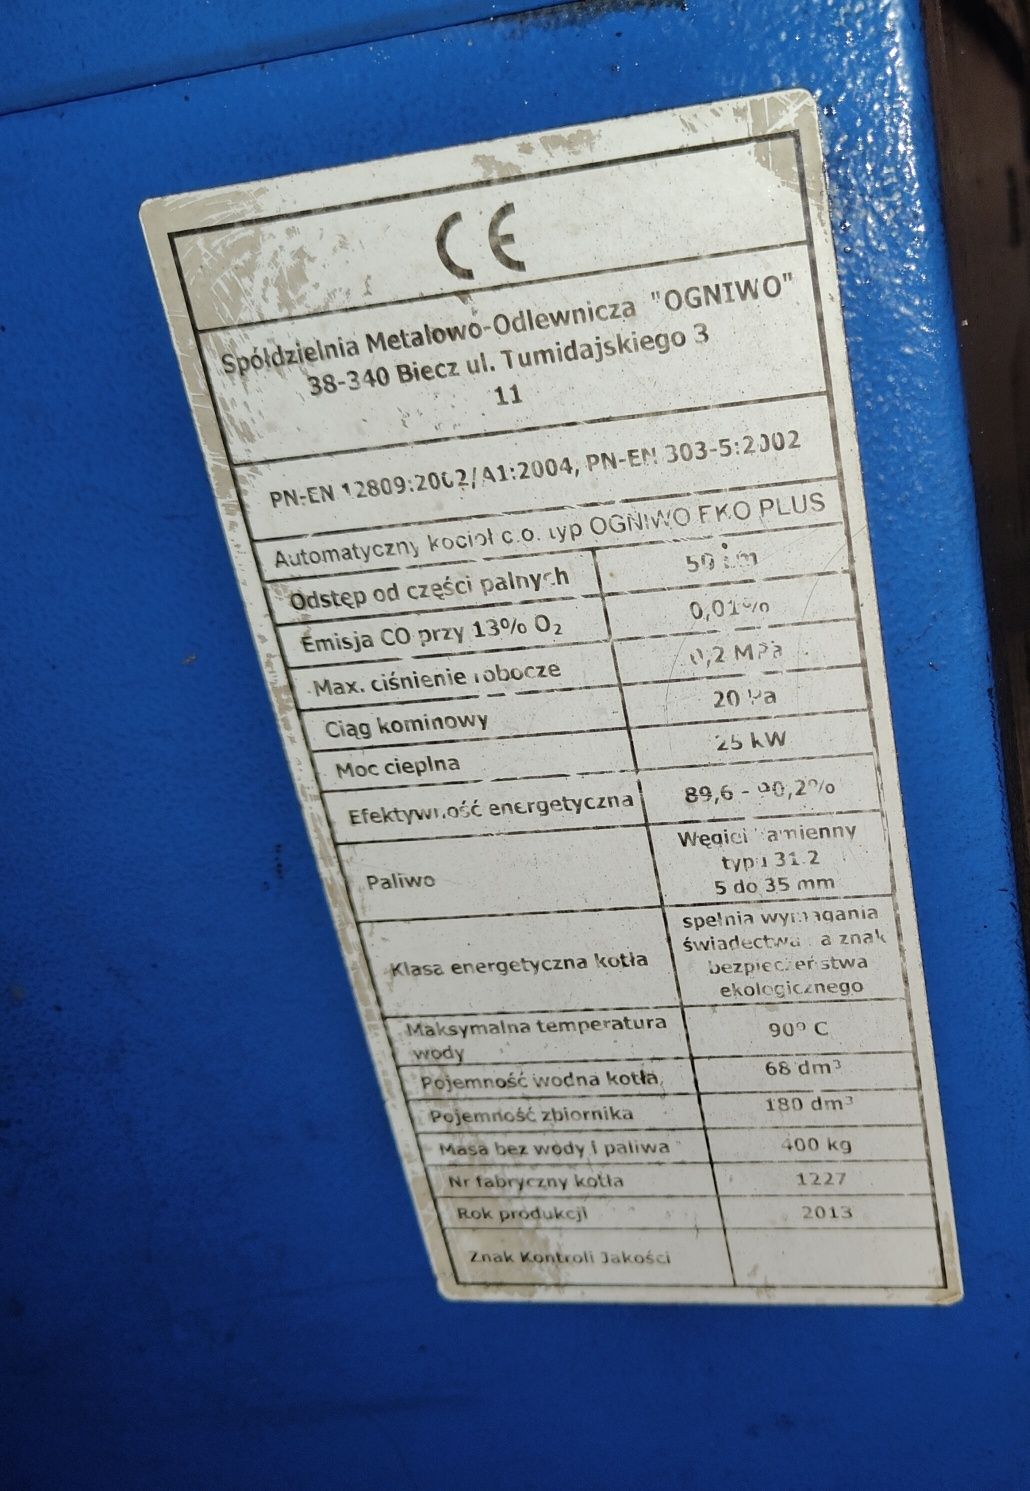 CE
Spółdzielnia Metalowo-Odlewnicza "OGNIWO"
38-340 Biecz ul. Tumidajskiego 3
11
PN-EN 12809:2002/A1:2004, PN-EN 303-5:2002
Automatyczny kocioł c.o. typ OGNIWO EKO PLUS
Odstęp od części palnych 50 cm
Emisja CO przy 13% O₂ 0,01%
Max. ciśnienie robocze 0,2 MPa
Ciąg kominowy 20 Pa
Moc cieplna 25 kW
Efektywność energetyczna 89,6 - 90,2%
Paliwo Węgiel kamienny
typu 31.2
5 do 35 mm
Klasa energetyczna kotła spełnia wymagania
świadectwa na znak
bezpieczeństwa
ekologicznego
Maksymalna temperatura
wody 90° C
Pojemność wodna kotła 68 dm³
Pojemność zbiornika 180 dm³
Masa bez wody i paliwa 400 kg
Nr fabryczny kotła 1227
Rok produkcji 2013
Znak Kontroli Jakości